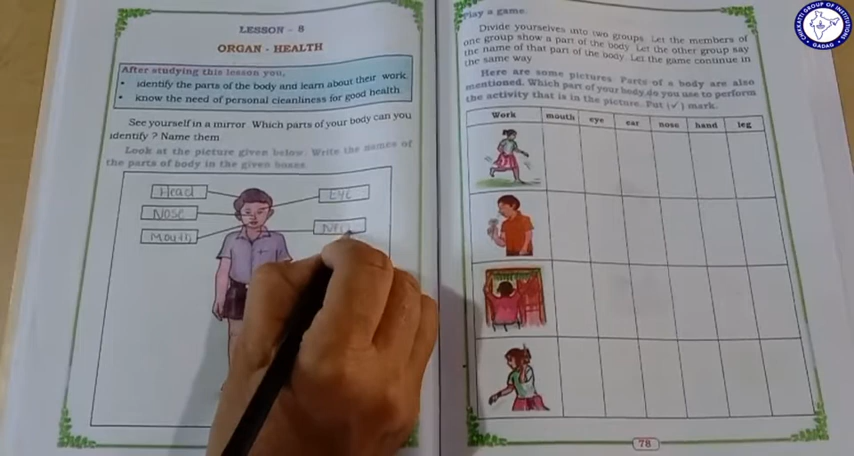 LESSON - 8
ORGAN - HEALTH
After studying this lesson you,
• identify the parts of the body and learn about their work
• know the need of personal cleanliness for good health
See yourself in a mirror Which parts of your body can you
identify ? Name them
Look at the picture given below. Write the names of
the parts of body in the given boxes.
Head
EYE
NOSE
Mouth
Play a game.
Divide yourselves into two groups. Let the members of
one group show a part of the body Let the other group say
the name of that part of the body. Let the game continue in
the same way
Here are some pictures Parts of a body are also
mentioned. Which part of your body do you use to perform
the activity that is in the picture. Put (✓) mark.
Work mouth eye ear nose hand leg
78
CHIKKATTI GROUP OF INSTITUTIONS
GADAG